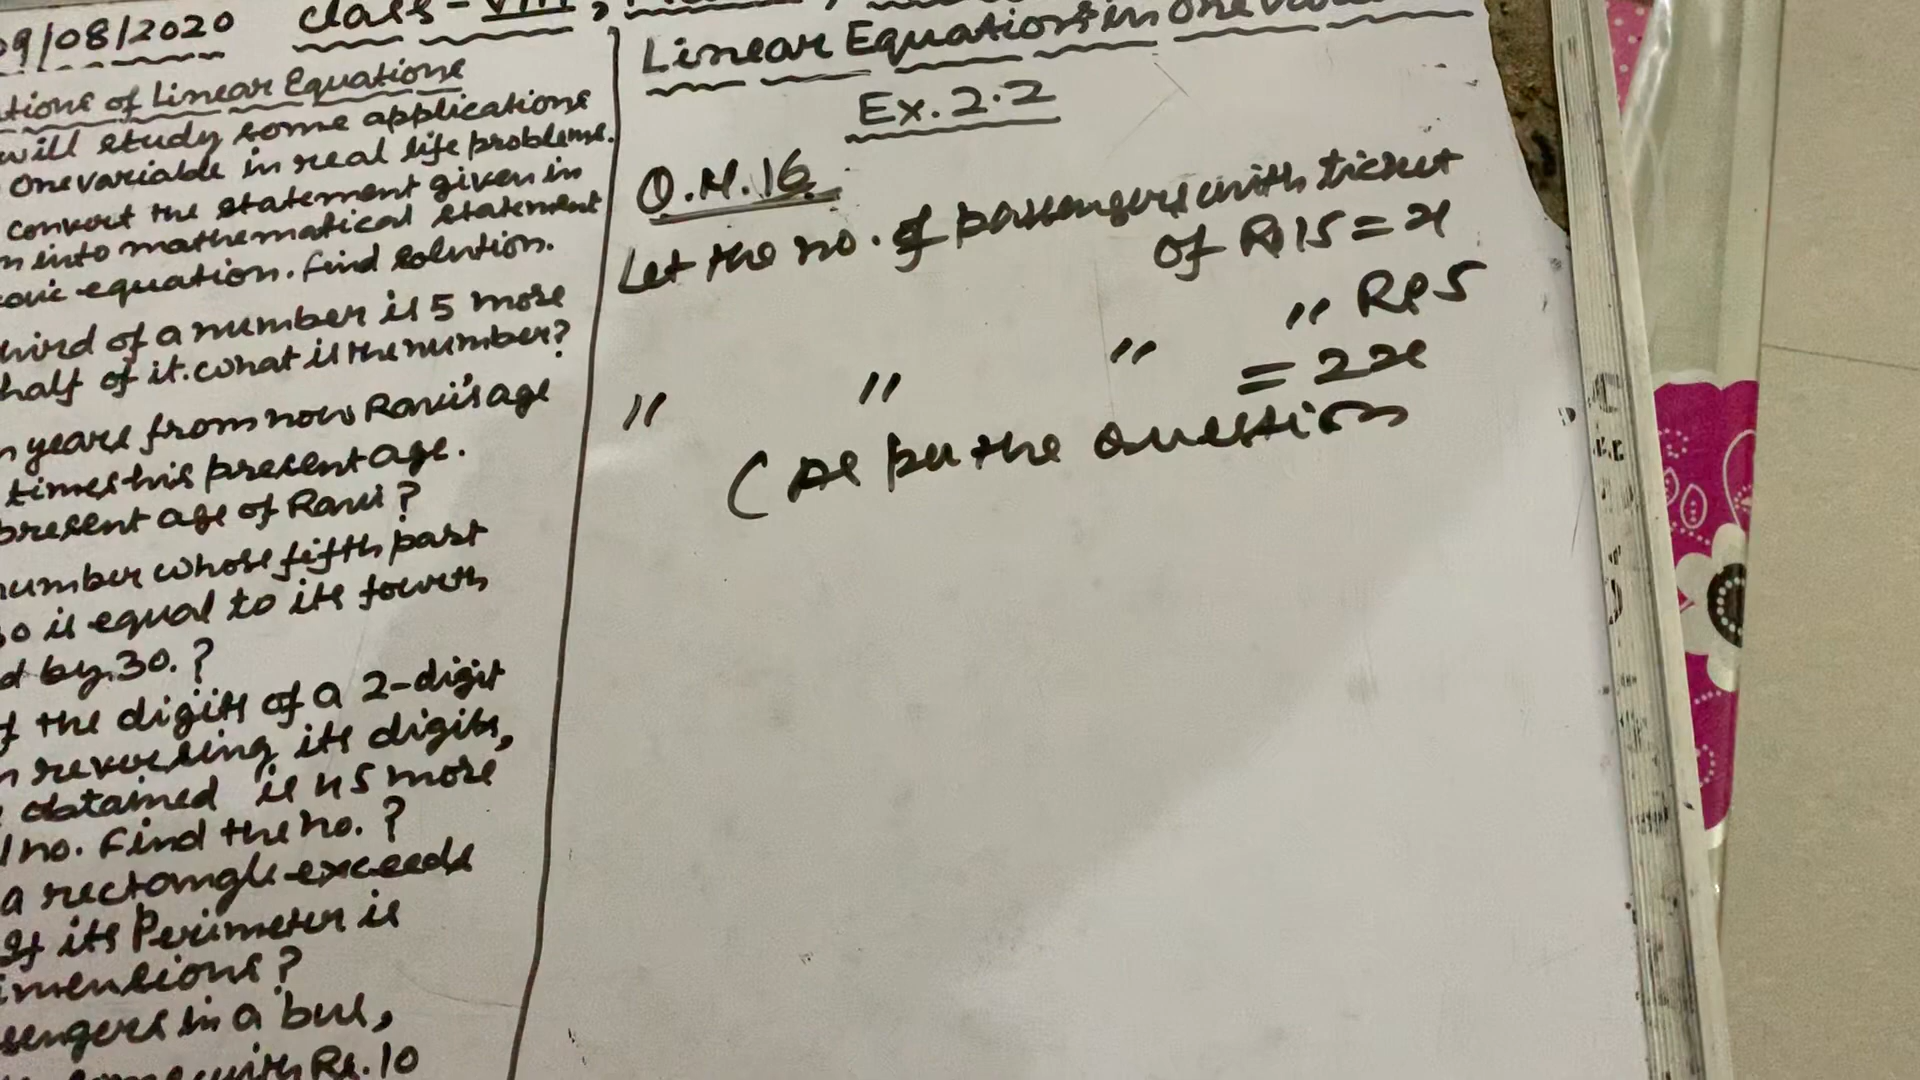 09/08/2020 Class-VIII,
tions of Linear Equations
will study some applications
One variable in real life problems.
convert the statement given in
n into mathematical statement
equation. Find solution.
hird of a number is 5 more
half of it. What is the number?
n years from now Ravi's age
times his present age.
present age of Ravi?
number whose fifth part
30 is equal to its fourth
d by 30.?
f the digits of a 2-digit
n reversing its digits,
obtained is 45 more
l no. Find the no.?
a rectangle exceeds
If its Perimeter is
imensions?
sengers in a bus,
with Rs.10
Linear Equations in One
Ex. 2.2
Q.N.16
Let the no. of passengers with ticket
of Rs 15 = x
" " " " Rs 5
= 2x
(As per the question